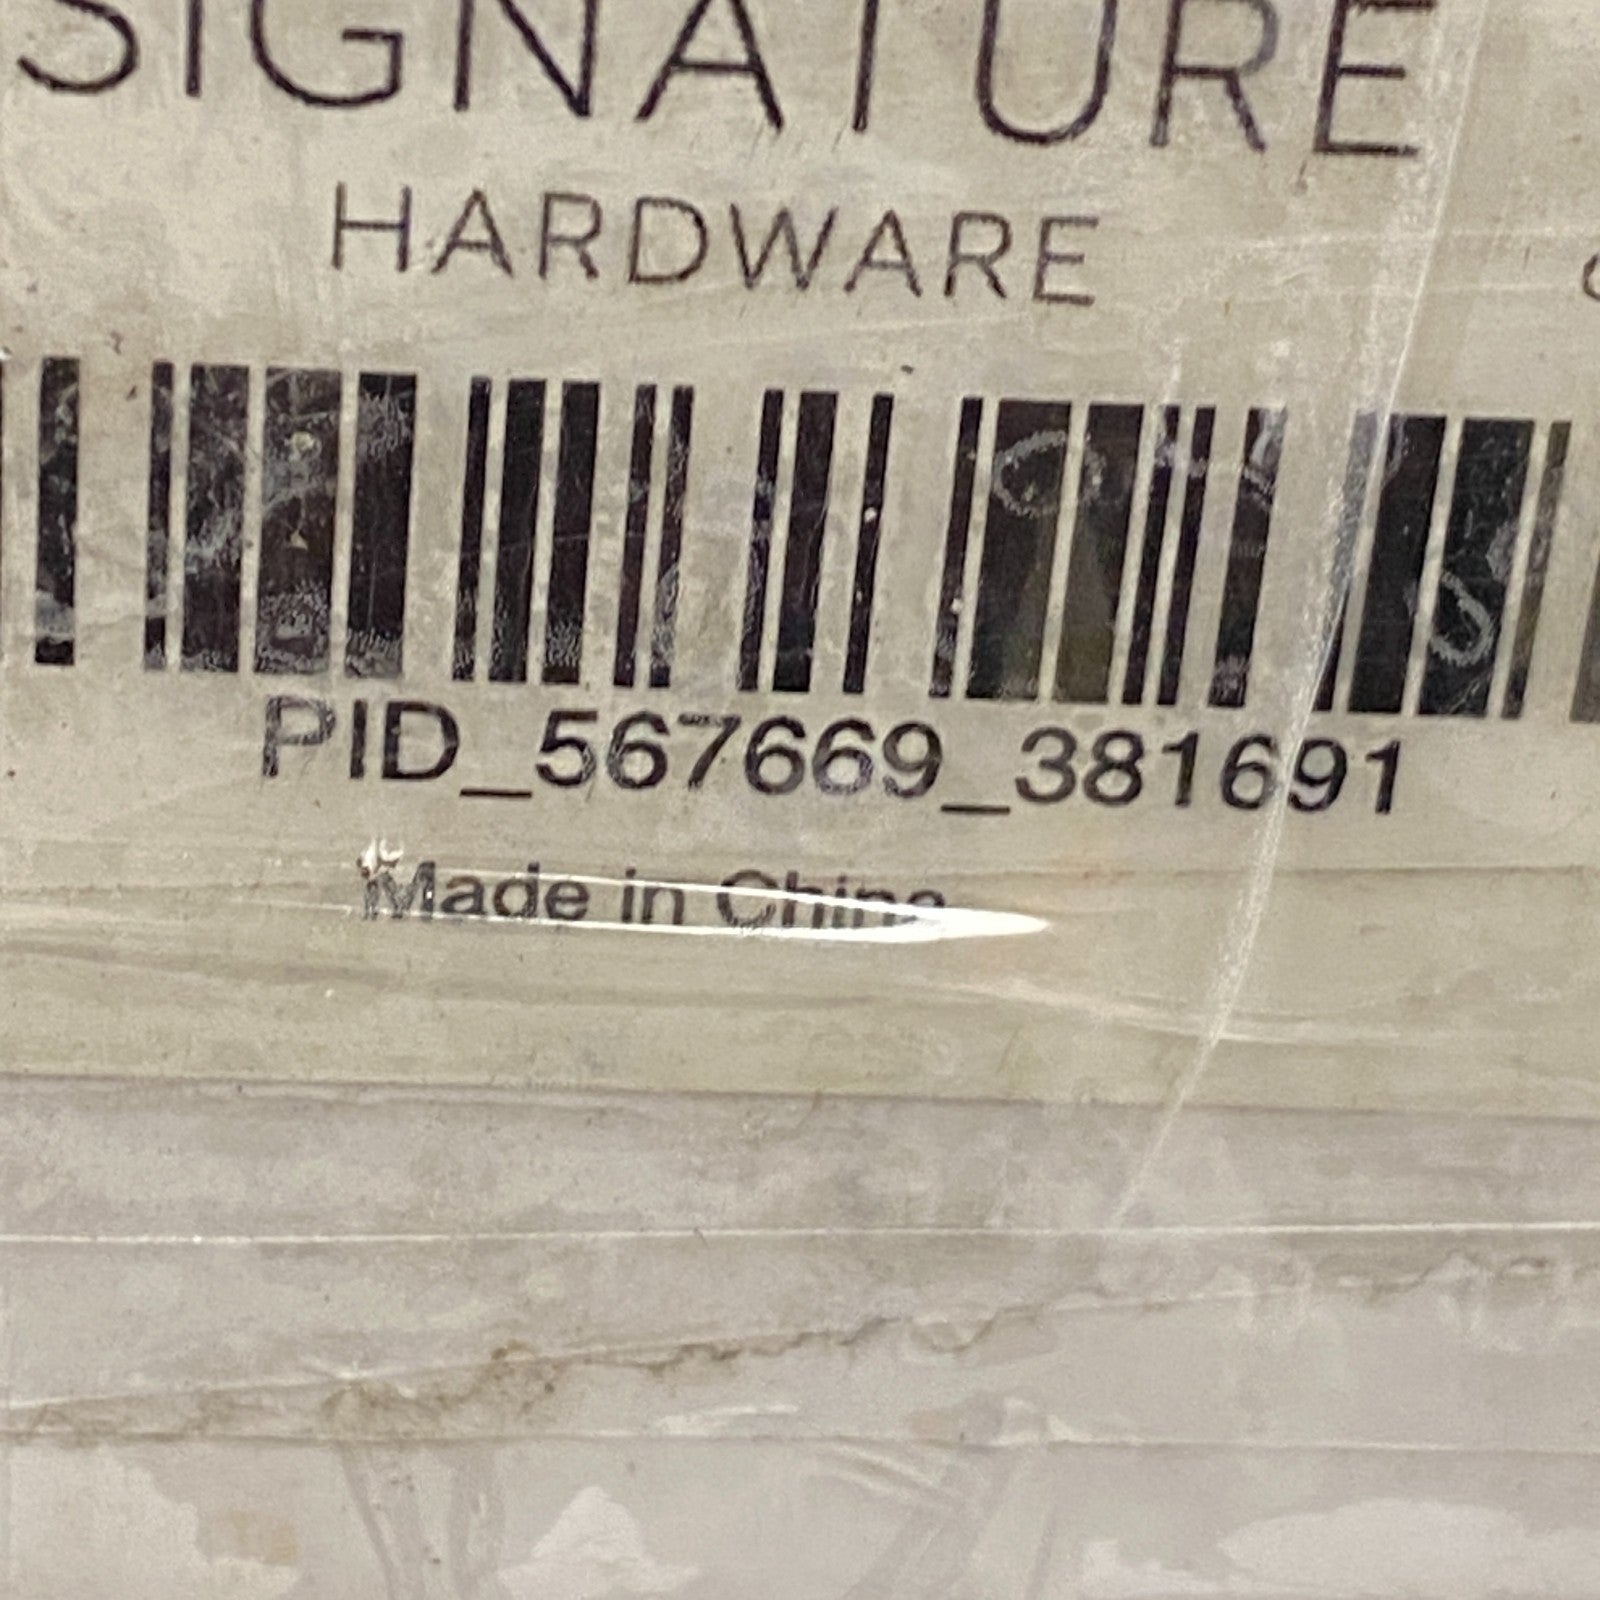 SIGNATURE
HARDWARE
PID_567669_381691
Made in China